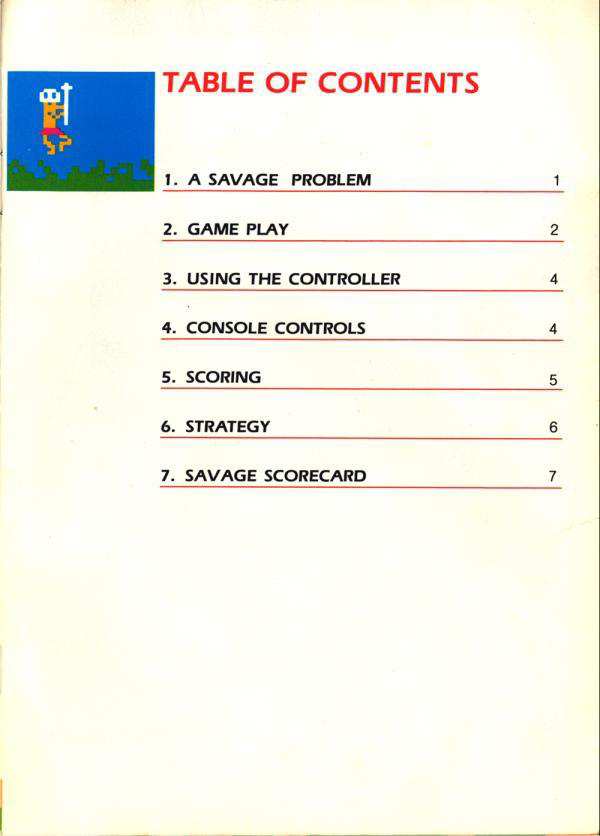 TABLE OF CONTENTS
1. A SAVAGE PROBLEM 1
2. GAME PLAY 2
3. USING THE CONTROLLER 4
4. CONSOLE CONTROLS 4
5. SCORING 5
6. STRATEGY 6
7. SAVAGE SCORECARD 7